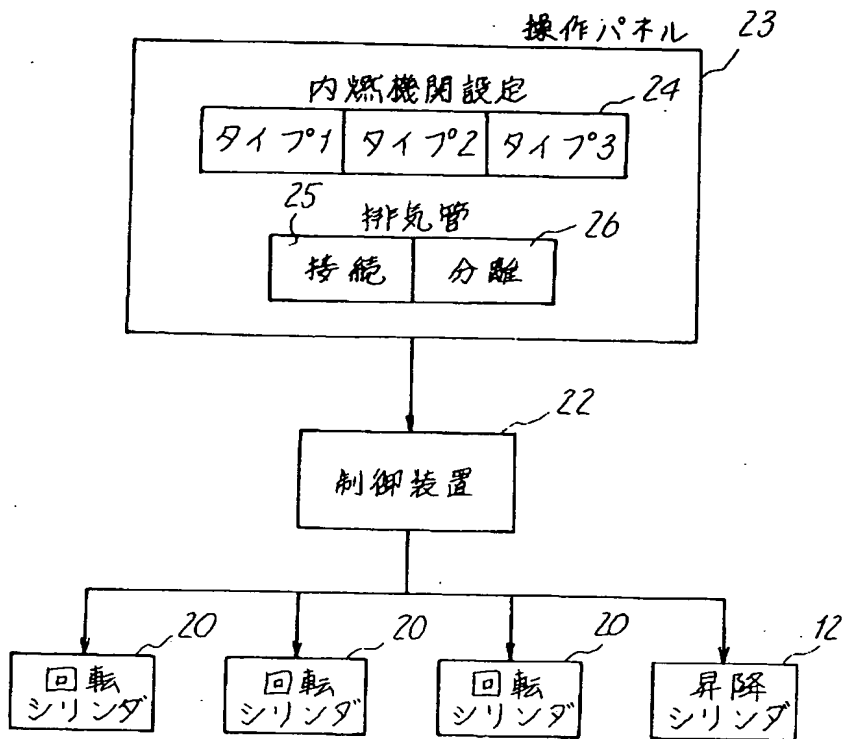 操作パネル
23
内燃機関設定
24
タイプ1
タイプ2
タイプ3
25
排気管
26
接続
分離
22
制御装置
20
20
20
12
回転
シリンダ
回転
シリンダ
回転
シリンダ
昇降
シリンダ